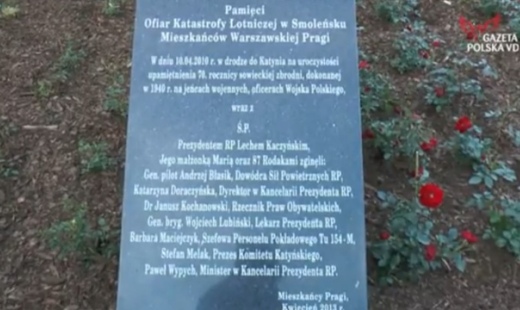 Pamięci
Ofiar Katastrofy Lotniczej w Smoleńsku
Mieszkańców Warszawskiej Pragi
W dniu 10.04.2010 r. w drodze do Katynia na uroczystości
upamiętnienia 70. rocznicy sowieckiej zbrodni, dokonanej
w 1940 r. na jeńcach wojennych, oficerach Wojska Polskiego,
wraz z
Ś.P.
Prezydentem RP Lechem Kaczyńskim,
Jego małżonką Marią oraz 87 Rodakami zginęli:
Gen. pilot Andrzej Błasik, Dowódca Sił Powietrznych RP,
Katarzyna Doraczyńska, Dyrektor w Kancelarii Prezydenta RP,
Dr Janusz Kochanowski, Rzecznik Praw Obywatelskich,
Gen. bryg. Wojciech Lubiński, Lekarz Prezydenta RP,
Barbara Maciejczyk, Szefowa Personelu Pokładowego Tu 154-M,
Stefan Melak, Prezes Komitetu Katyńskiego,
Paweł Wypych, Minister w Kancelarii Prezydenta RP.
Mieszkańcy Pragi,
Kwiecień 2013 r.
GAZETA
POLSKA VD